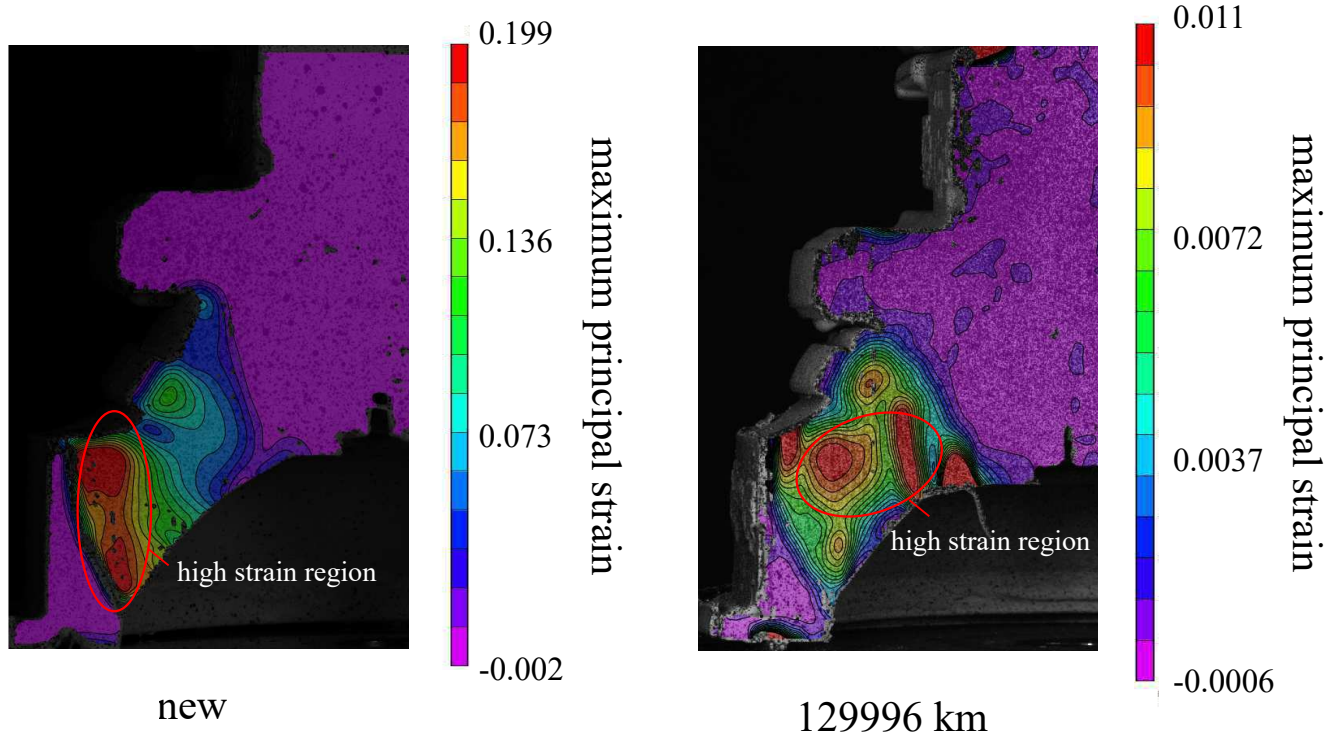 0.199
0.136
0.073
-0.002
maximum principal strain
high strain region
new
0.011
0.0072
0.0037
-0.0006
maximum principal strain
high strain region
129996 km